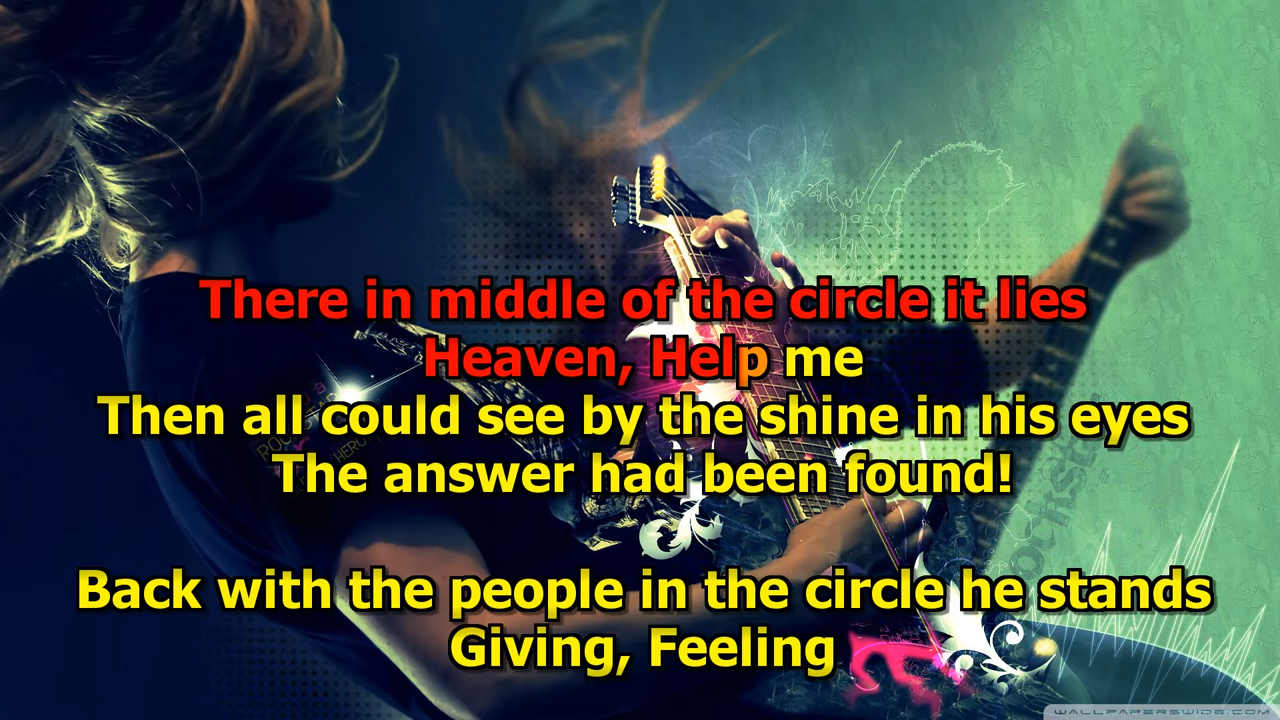 There in middle of the circle it lies
Heaven, Help me
Then all could see by the shine in his eyes
The answer had been found!
Back with the people in the circle he stands
Giving, Feeling
WALLPAPERSWIDE.COM